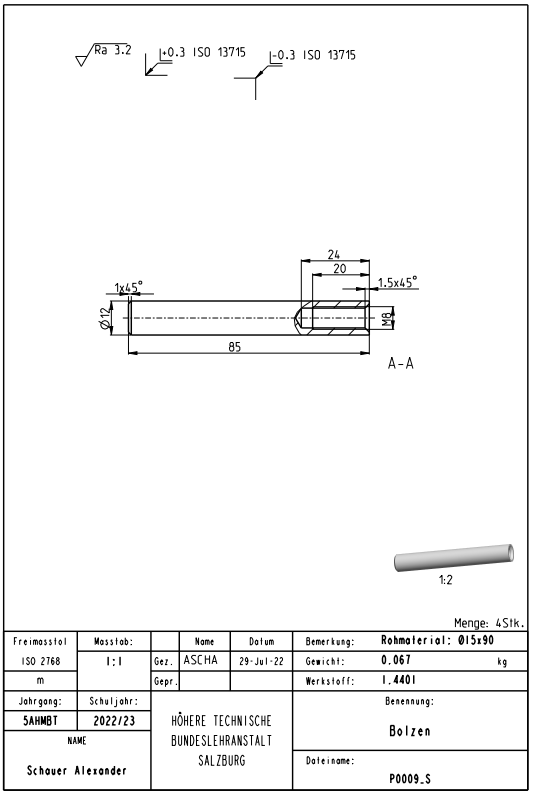 Ra 3.2
+0.3 ISO 13715
-0.3 ISO 13715
24
20
1x45°
1.5x45°
Ø12
M8
85
A-A
1:2
Menge: 4Stk.
Freimasstol
Masstab:
Name
Datum
Bemerkung:
Rohmaterial: Ø15x90
ISO 2768
1:1
Gez.
ASCHA
29-Jul-22
Gewicht:
0.067
kg
m
Gepr.
Werkstoff:
1.4401
Jahrgang:
Schuljahr:
Benennung:
5AHMBT
2022/23
HÖHERE TECHNISCHE
BUNDESLEHRANSTALT
SALZBURG
Bolzen
NAME
Schauer Alexander
Dateiname:
P0009_S